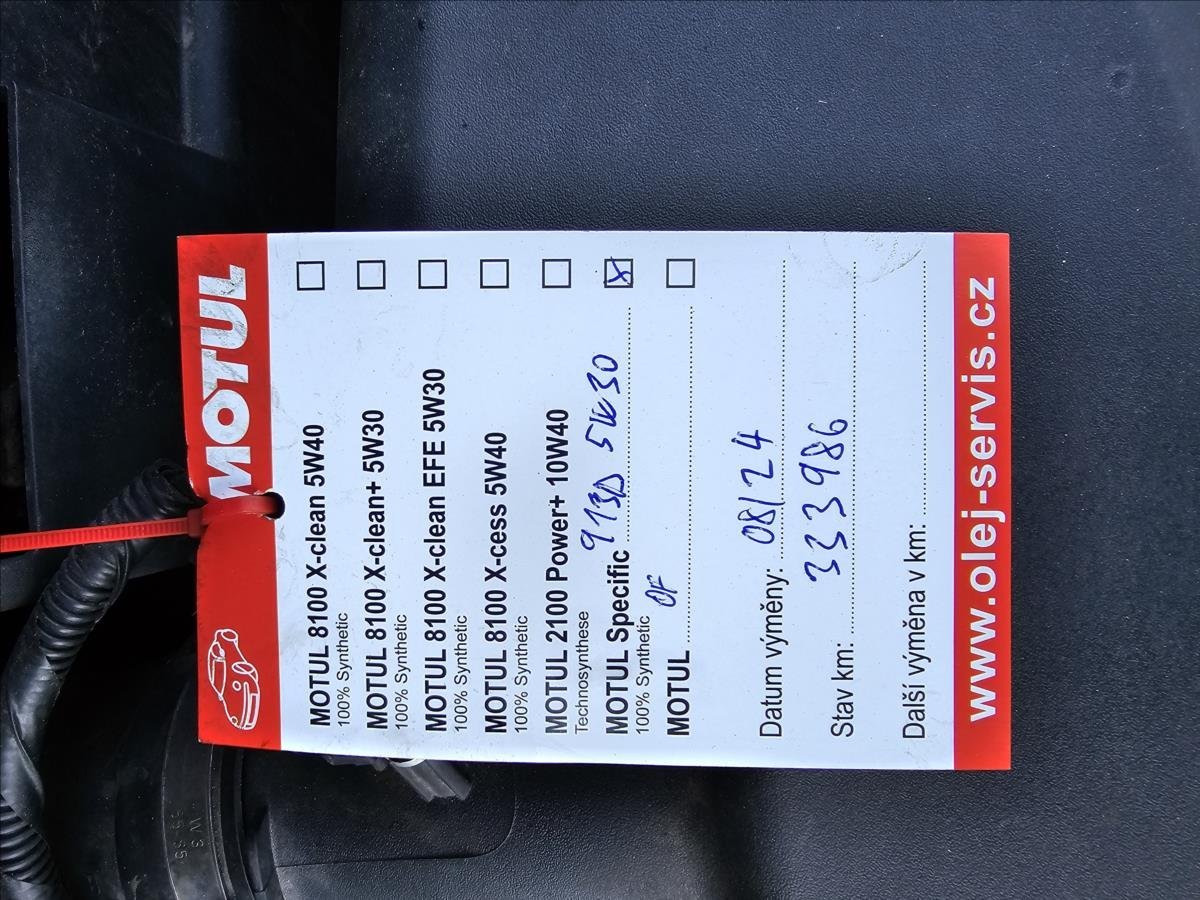 MOTUL
MOTUL 8100 X-clean 5W40
100% Synthetic
MOTUL 8100 X-clean+ 5W30
100% Synthetic
MOTUL 8100 X-clean EFE 5W30
100% Synthetic
MOTUL 8100 X-cess 5W40
100% Synthetic
MOTUL 2100 Power+ 10W40
Technosynthese
MOTUL Specific 913D 5W30
100% Synthetic
MOTUL OF
Datum výměny: 08/24
Stav km: 333986
Další výměna v km:
www.olej-servis.cz